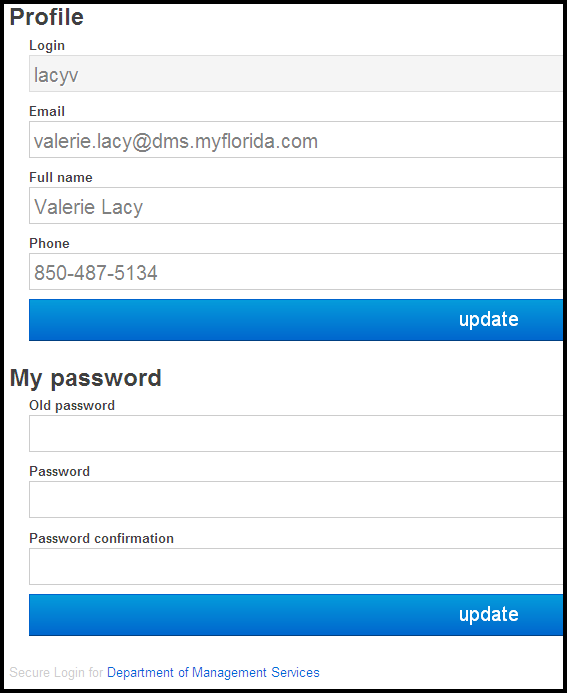 Profile
Login
lacyv
Email
valerie.lacy@dms.myflorida.com
Full name
Valerie Lacy
Phone
850-487-5134
update
My password
Old password
Password
Password confirmation
update
Secure Login for Department of Management Services